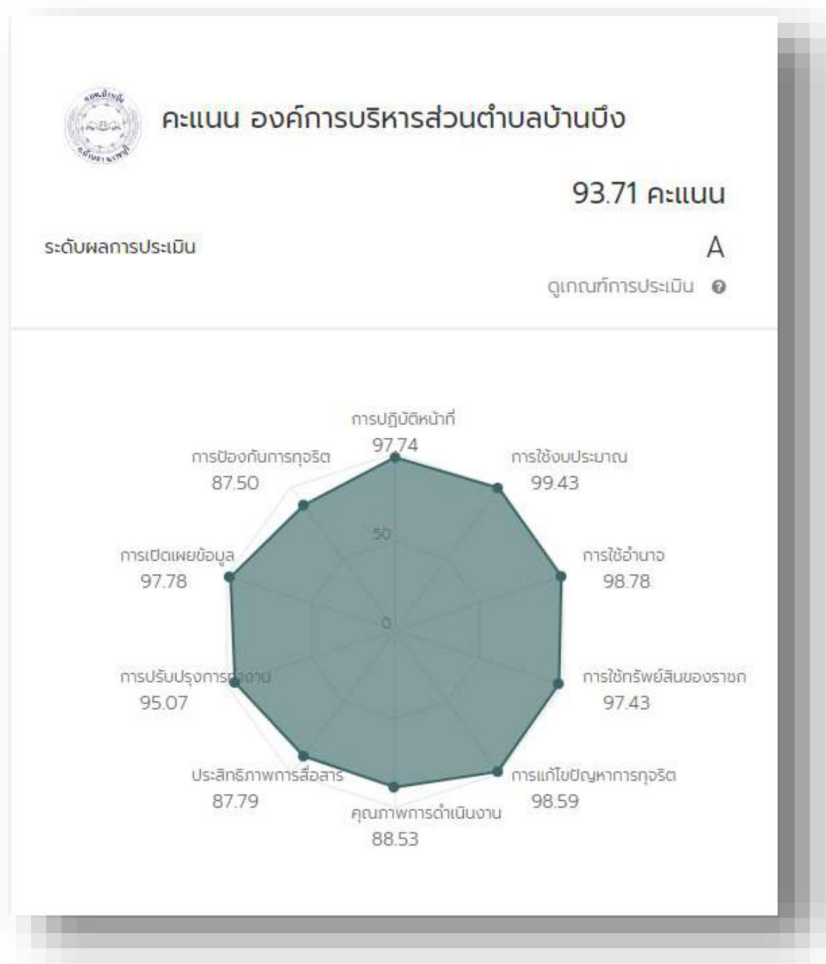 คะแนน องค์การบริหารส่วนตำบลบ้านบึง
93.71 คะแนน
ระดับผลการประเมิน
A
ดูเกณฑ์การประเมิน
การปฏิบัติหน้าที่
97.74
การใช้งบประมาณ
99.43
การใช้อำนาจ
98.78
การใช้ทรัพย์สินของราชก
97.43
การแก้ไขปัญหาการทุจริต
98.59
คุณภาพการดำเนินงาน
88.53
ประสิทธิภาพการสื่อสาร
87.79
การปรับปรุงการทำงาน
95.07
การเปิดเผยข้อมูล
97.78
การป้องกันการทุจริต
87.50
50
0